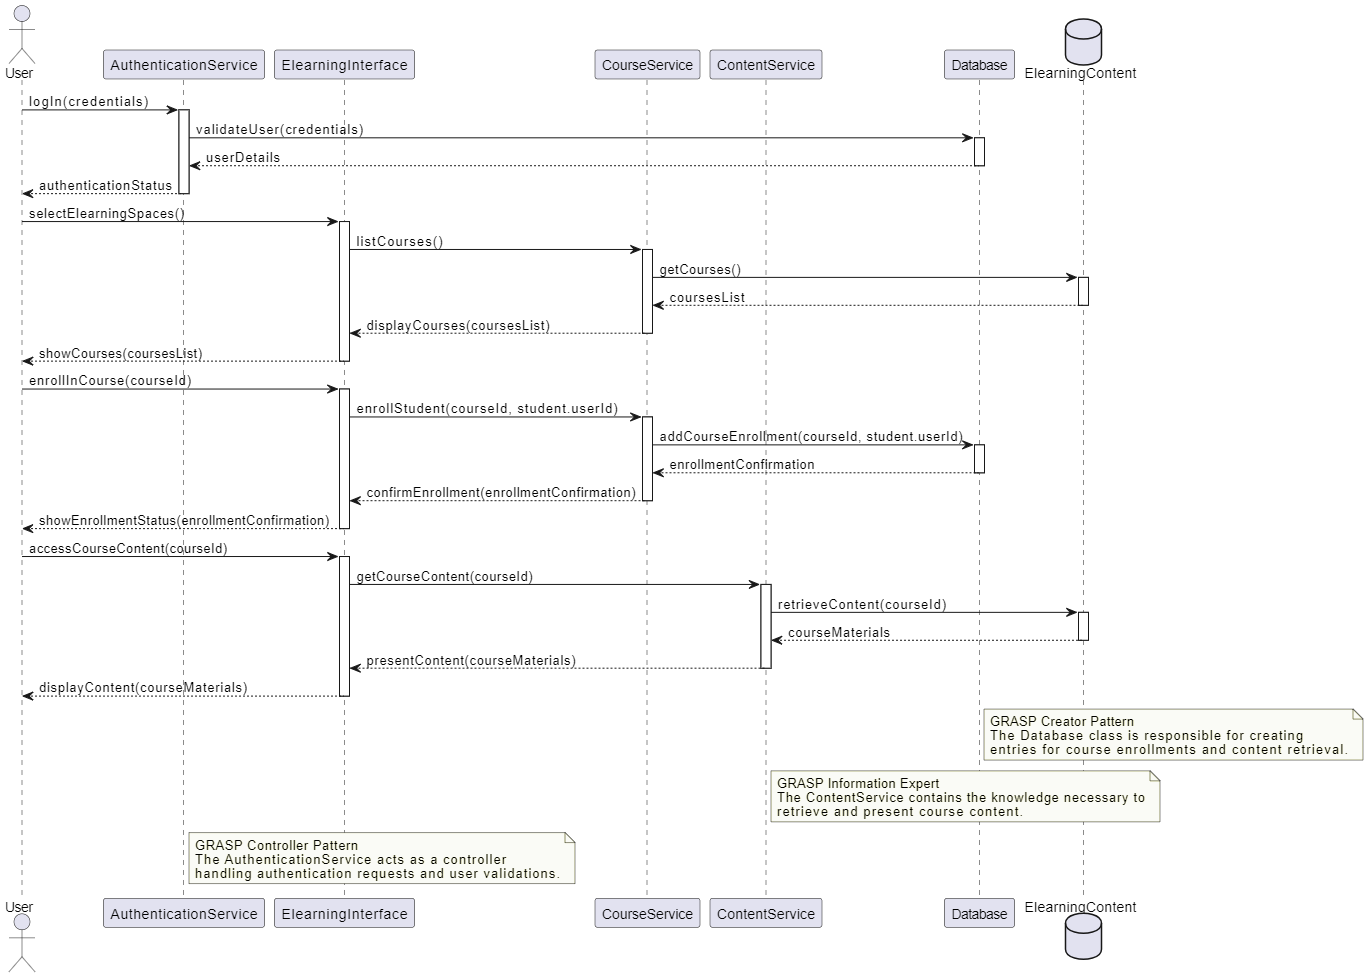 User
AuthenticationService
ElearningInterface
CourseService
ContentService
Database
ElearningContent
logIn(credentials)
validateUser(credentials)
userDetails
authenticationStatus
selectElearningSpaces()
listCourses()
getCourses()
coursesList
displayCourses(coursesList)
showCourses(coursesList)
enrollInCourse(courseId)
enrollStudent(courseId, student.userId)
addCourseEnrollment(courseId, student.userId)
enrollmentConfirmation
confirmEnrollment(enrollmentConfirmation)
showEnrollmentStatus(enrollmentConfirmation)
accessCourseContent(courseId)
getCourseContent(courseId)
retrieveContent(courseId)
courseMaterials
presentContent(courseMaterials)
displayContent(courseMaterials)
GRASP Creator Pattern
The Database class is responsible for creating
entries for course enrollments and content retrieval.
GRASP Information Expert
The ContentService contains the knowledge necessary to
retrieve and present course content.
GRASP Controller Pattern
The AuthenticationService acts as a controller
handling authentication requests and user validations.
User
AuthenticationService
ElearningInterface
CourseService
ContentService
Database
ElearningContent